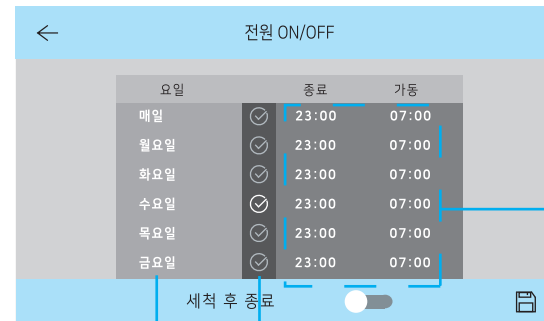 전원 ON/OFF
요일 종료 가동
매일 23:00 07:00
월요일 23:00 07:00
화요일 23:00 07:00
수요일 23:00 07:00
목요일 23:00 07:00
금요일 23:00 07:00
세척 후 종료